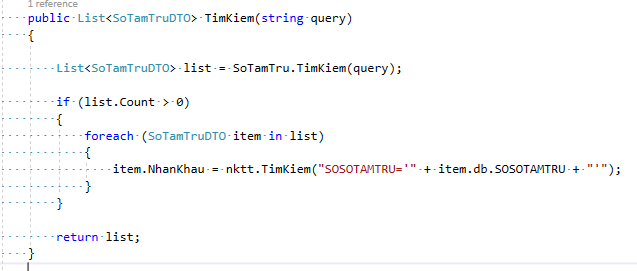 1 reference
public List<SoTamTruDTO> TimKiem(string query)
{
List<SoTamTruDTO> list = SoTamTru.TimKiem(query);
if (list.Count > 0)
{
foreach (SoTamTruDTO item in list)
{
item.NhanKhau = nktt.TimKiem("SOSOTAMTRU='" + item.db.SOSOTAMTRU + "'");
}
}
return list;
}